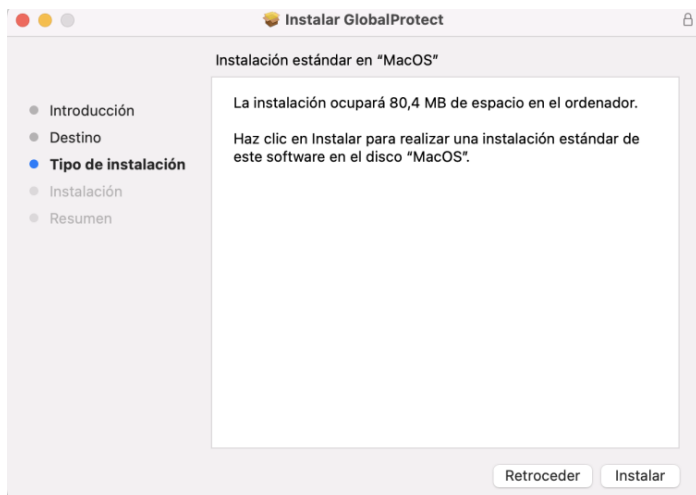 Instalar GlobalProtect
Instalación estándar en “MacOS”
Introducción
Destino
Tipo de instalación
Instalación
Resumen
La instalación ocupará 80,4 MB de espacio en el ordenador.
Haz clic en Instalar para realizar una instalación estándar de
este software en el disco “MacOS”.
Retroceder
Instalar